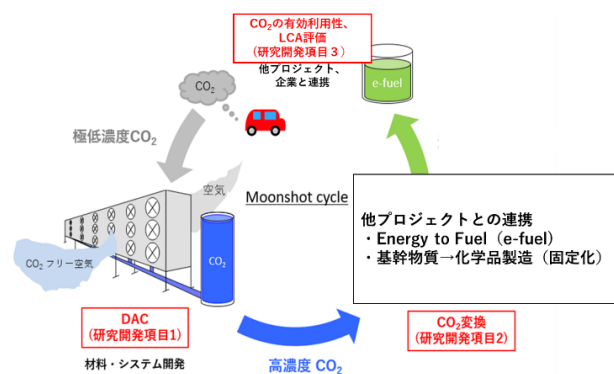 CO₂の有効利用性、
LCA評価
(研究開発項目３)
他プロジェクト、
企業と連携
e-fuel
CO₂
極低濃度CO₂
空気
Moonshot cycle
他プロジェクトとの連携
・Energy to Fuel（e-fuel）
・基幹物質→化学品製造（固定化）
CO₂ フリー空気
CO₂
DAC
(研究開発項目1)
材料・システム開発
高濃度 CO₂
CO₂変換
(研究開発項目2)